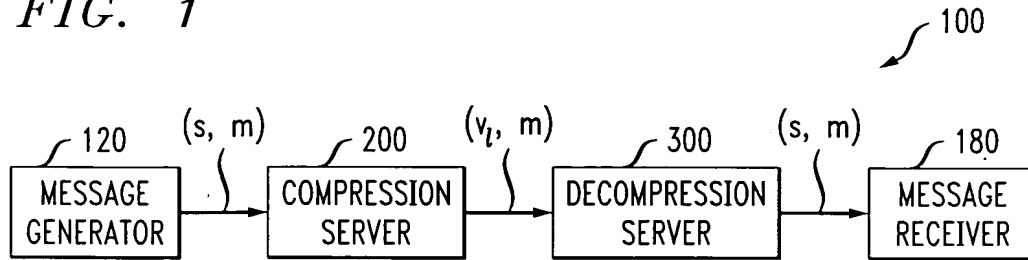 FIG. 1
100
120
(s, m)
200
(v_l, m)
300
(s, m)
180
MESSAGE
GENERATOR
COMPRESSION
SERVER
DECOMPRESSION
SERVER
MESSAGE
RECEIVER